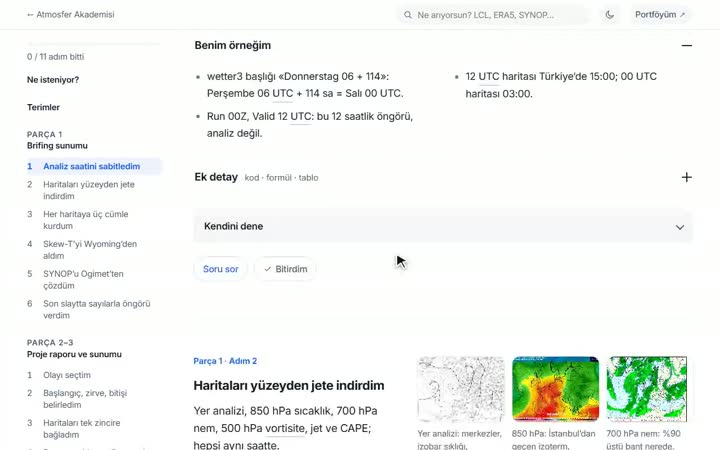 ← Atmosfer Akademisi
Ne arıyorsun? LCL, ERA5, SYNOP...
Portföyüm ↗
0 / 11 adım bitti
Ne isteniyor?
Terimler
PARÇA 1
Brifing sunumu
1 Analiz saatini sabitledim
2 Haritaları yüzeyden jete
indirdim
3 Her haritaya üç cümle
kurdum
4 Skew-T'yi Wyoming'den
aldım
5 SYNOP'u Ogimet'ten
çözdüm
6 Son slaytta sayılarla öngörü
verdim
PARÇA 2–3
Proje raporu ve sunumu
1 Olayı seçtim
2 Başlangıç, zirve, bitişi
belirledim
3 Haritaları tek zincire
bağladım
Benim örneğim
• wetter3 başlığı «Donnerstag 06 + 114»:
Perşembe 06 UTC + 114 sa = Salı 00 UTC.
• Run 00Z, Valid 12 UTC: bu 12 saatlik öngörü,
analiz değil.
• 12 UTC haritası Türkiye'de 15:00; 00 UTC
haritası 03:00.
Ek detay kod · formül · tablo
Kendini dene
Soru sor
✓ Bitirdim
Parça 1 · Adım 2
Haritaları yüzeyden jete indirdim
Yer analizi, 850 hPa sıcaklık, 700 hPa
nem, 500 hPa vortisite, jet ve CAPE;
hepsi aynı saatte.
Yer analizi: merkezler,
izobar sıklığı,
850 hPa: İstanbul'dan
geçen izoterm,
700 hPa nem: %90
üstü bant nerede,